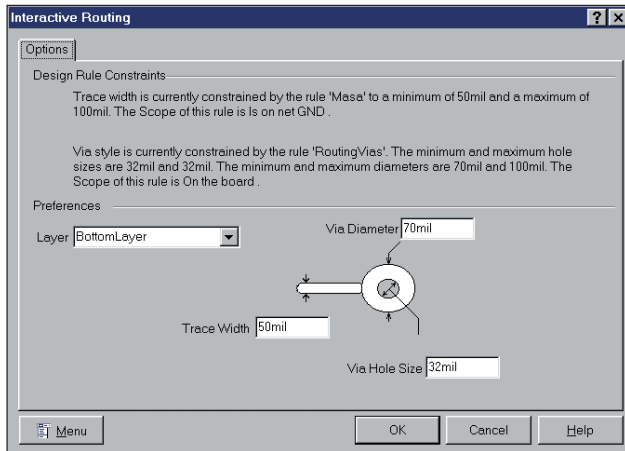 Interactive Routing
Options
Design Rule Constraints
Trace width is currently constrained by the rule 'Masa' to a minimum of 50mil and a maximum of
100mil. The Scope of this rule is Is on net GND .
Via style is currently constrained by the rule 'RoutingVias'. The minimum and maximum hole
sizes are 32mil and 32mil. The minimum and maximum diameters are 70mil and 100mil. The
Scope of this rule is On the board .
Preferences
Layer BottomLayer
Via Diameter 70mil
Trace Width 50mil
Via Hole Size 32mil
Menu OK Cancel Help